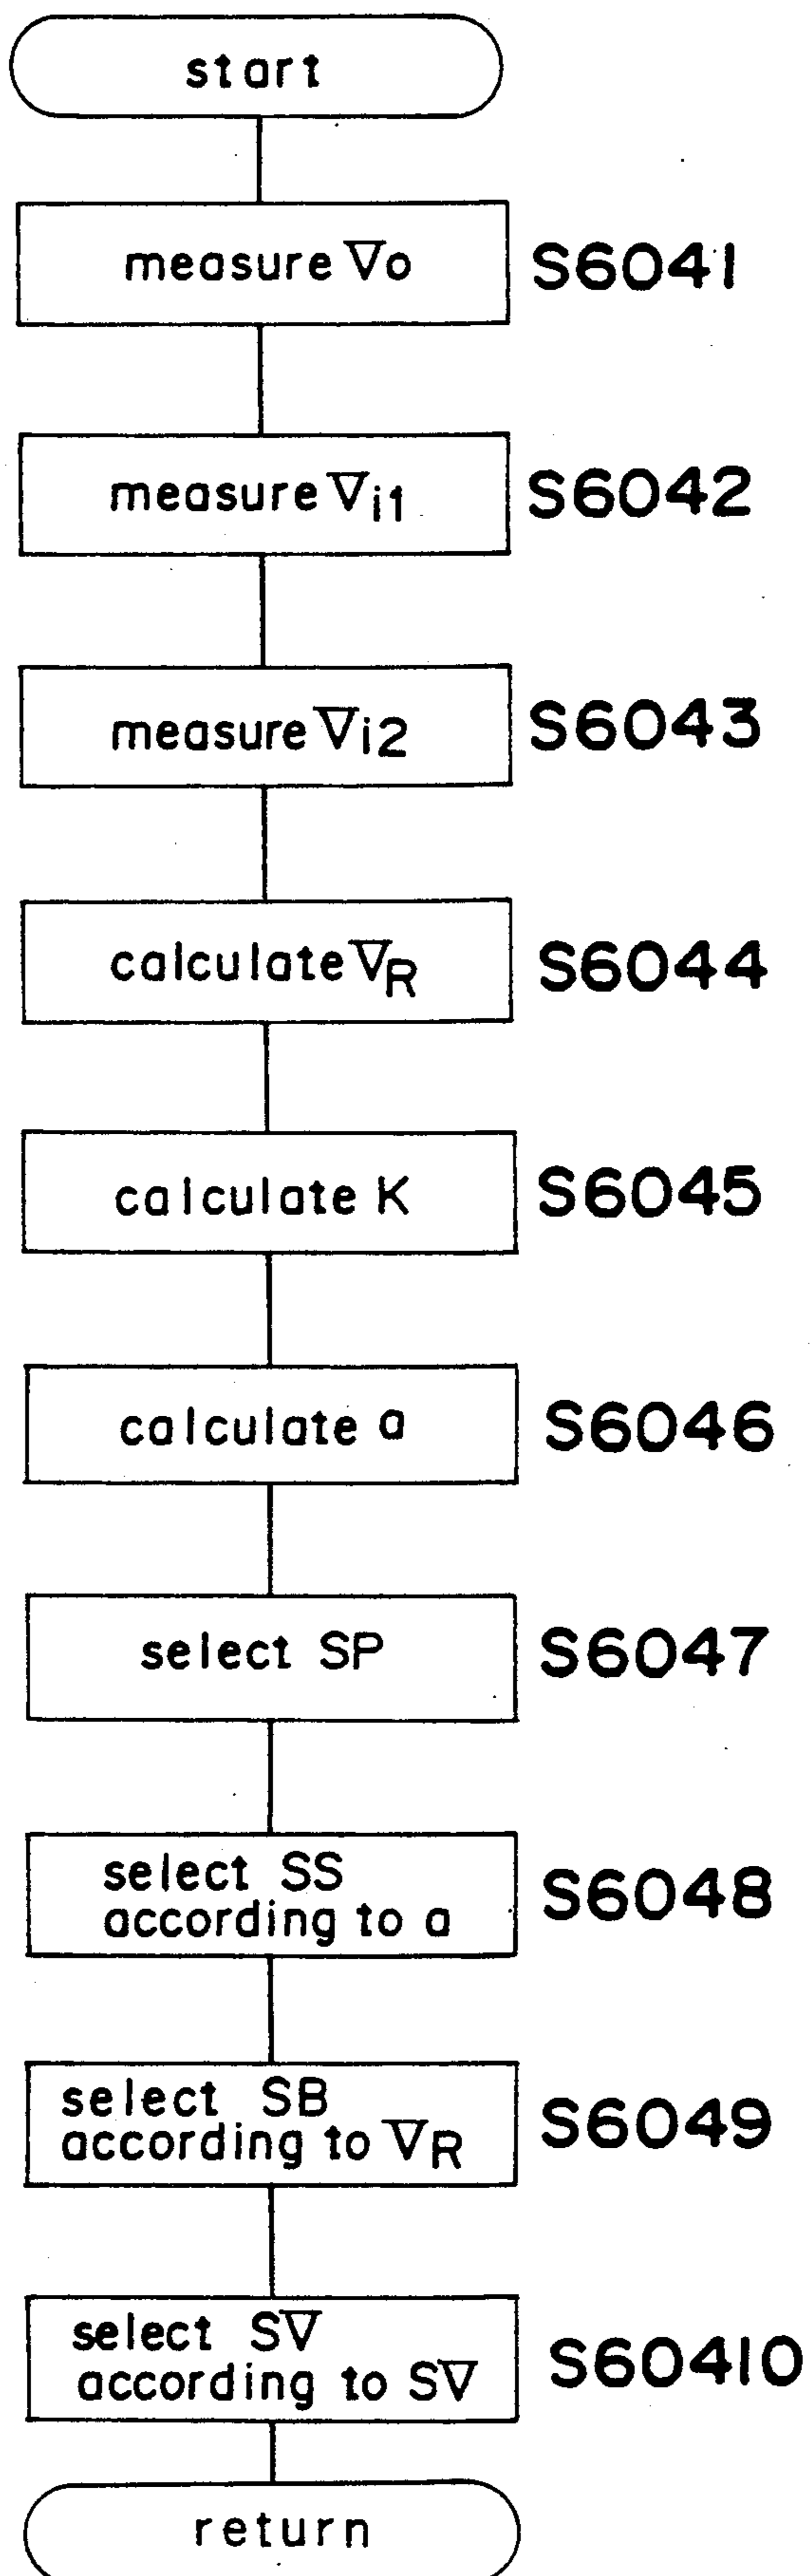 start
measure Vo
S6041
measure Vi1
S6042
measure Vi2
S6043
calculate VR
S6044
calculate K
S6045
calculate a
S6046
select SP
S6047
select SS
according to a
S6048
select SB
according to VR
S6049
select SV
according to SV
S60410
return